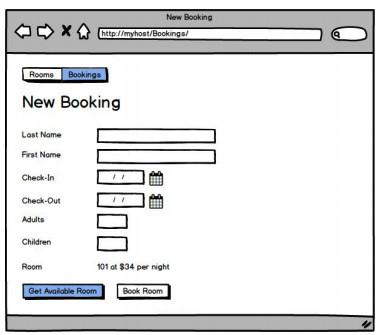 New Booking
http://myhost/Bookings/
Rooms Bookings
New Booking
Last Name
First Name
Check-In / /
Check-Out / /
Adults
Children
Room 101 at $34 per night
Get Available Room Book Room